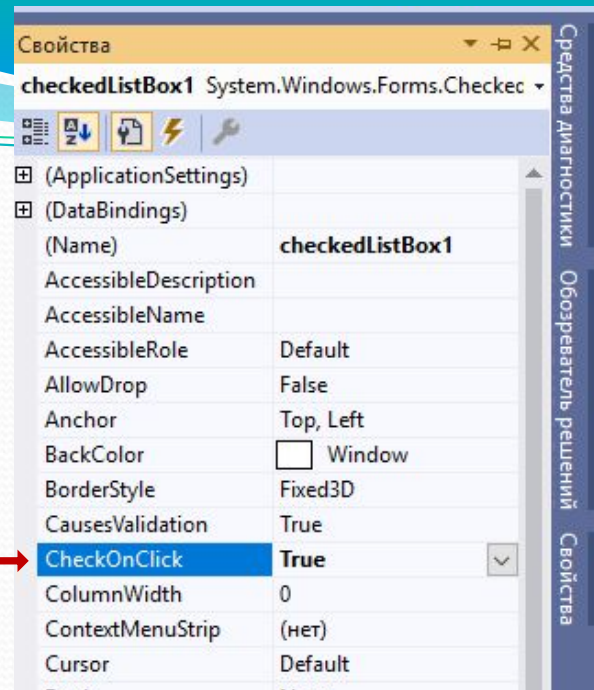 Свойства
checkedListBox1 System.Windows.Forms.Checkec
(ApplicationSettings)
(DataBindings)
(Name) checkedListBox1
AccessibleDescription
AccessibleName
AccessibleRole Default
AllowDrop False
Anchor Top, Left
BackColor Window
BorderStyle Fixed3D
CausesValidation True
CheckOnClick True
ColumnWidth 0
ContextMenuStrip (нет)
Cursor Default
Средства диагностики
Обозреватель решений
Свойства